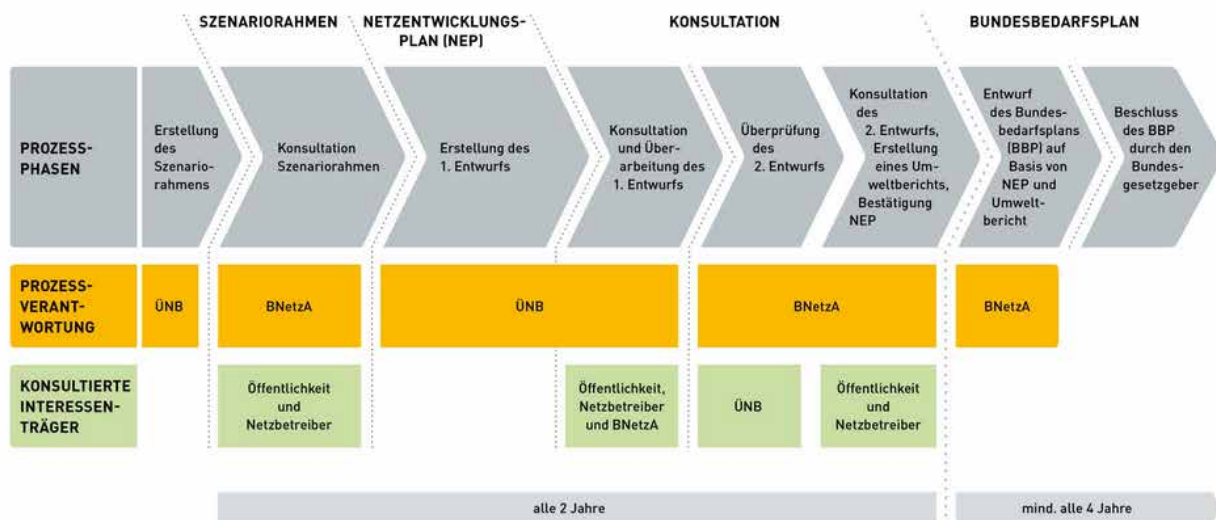 SZENARIORAHMEN
NETZENTWICKLUNGS-
PLAN (NEP)
KONSULTATION
BUNDESBEDARFSPLAN
PROZESS-
PHASEN
Erstellung
des
Szenario-
rahmens
Konsultation
Szenariorahmen
Erstellung des
1. Entwurfs
Konsultation
und Über-
arbeitung des
1. Entwurfs
Überprüfung
des
2. Entwurfs
Konsultation
des
2. Entwurfs,
Erstellung
eines Um-
weltberichts,
Bestätigung
NEP
Entwurf
des Bundes-
bedarfsplans
(BBP) auf
Basis von
NEP und
Umwelt-
bericht
Beschluss
des BBP
durch den
Bundes-
gesetzgeber
PROZESS-
VERANT-
WORTUNG
ÜNB
BNetzA
ÜNB
BNetzA
BNetzA
KONSULTIERTE
INTERESSEN-
TRÄGER
Öffentlichkeit
und
Netzbetreiber
Öffentlichkeit,
Netzbetreiber
und BNetzA
ÜNB
Öffentlichkeit
und
Netzbetreiber
alle 2 Jahre
mind. alle 4 Jahre